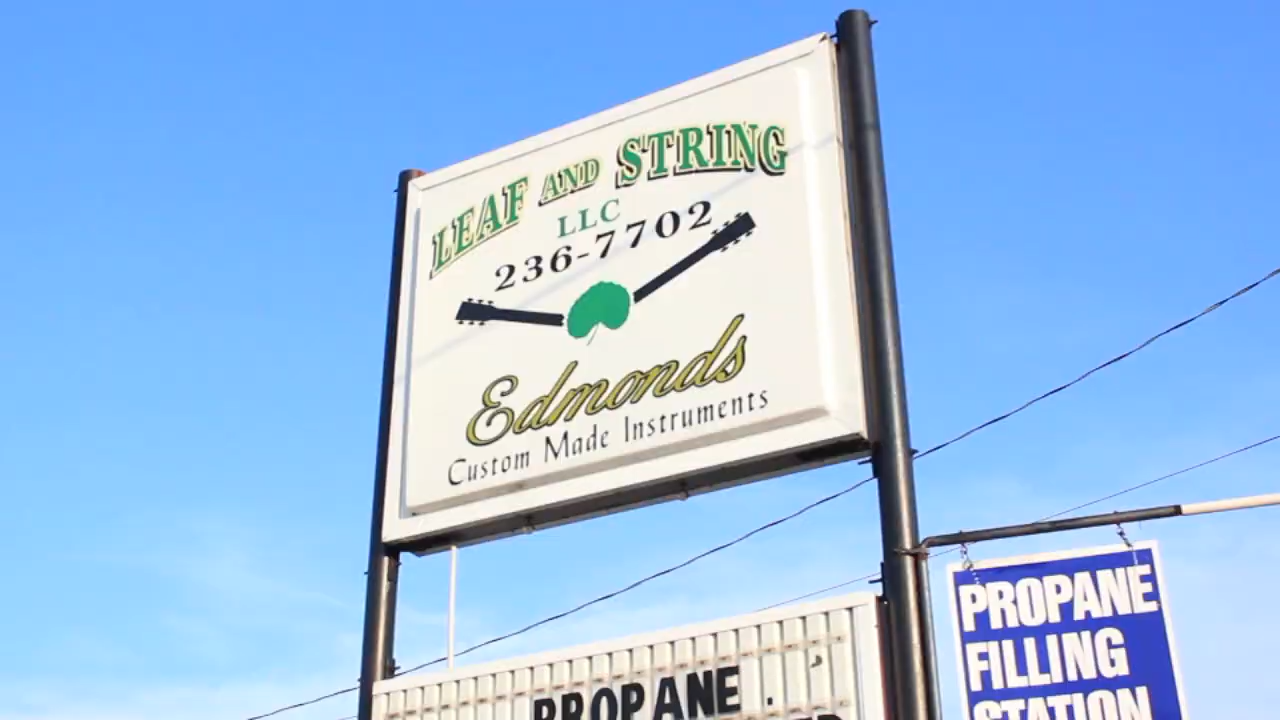 LEAF AND STRING
LLC
236-7702
Edmonds
Custom Made Instruments
PROPANE
PROPANE
FILLING
STATION